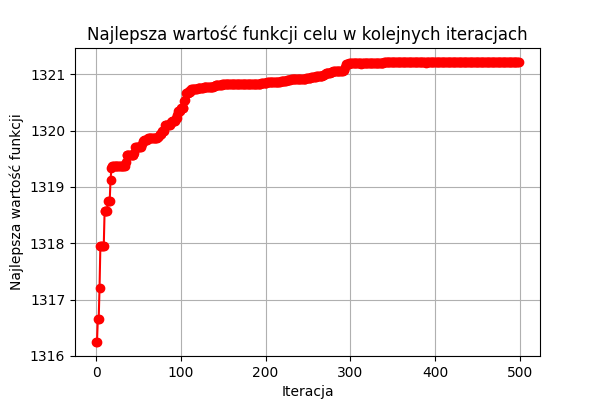 Najlepsza wartość funkcji celu w kolejnych iteracjach
Najlepsza wartość funkcji
1321
1320
1319
1318
1317
1316
0 100 200 300 400 500
Iteracja